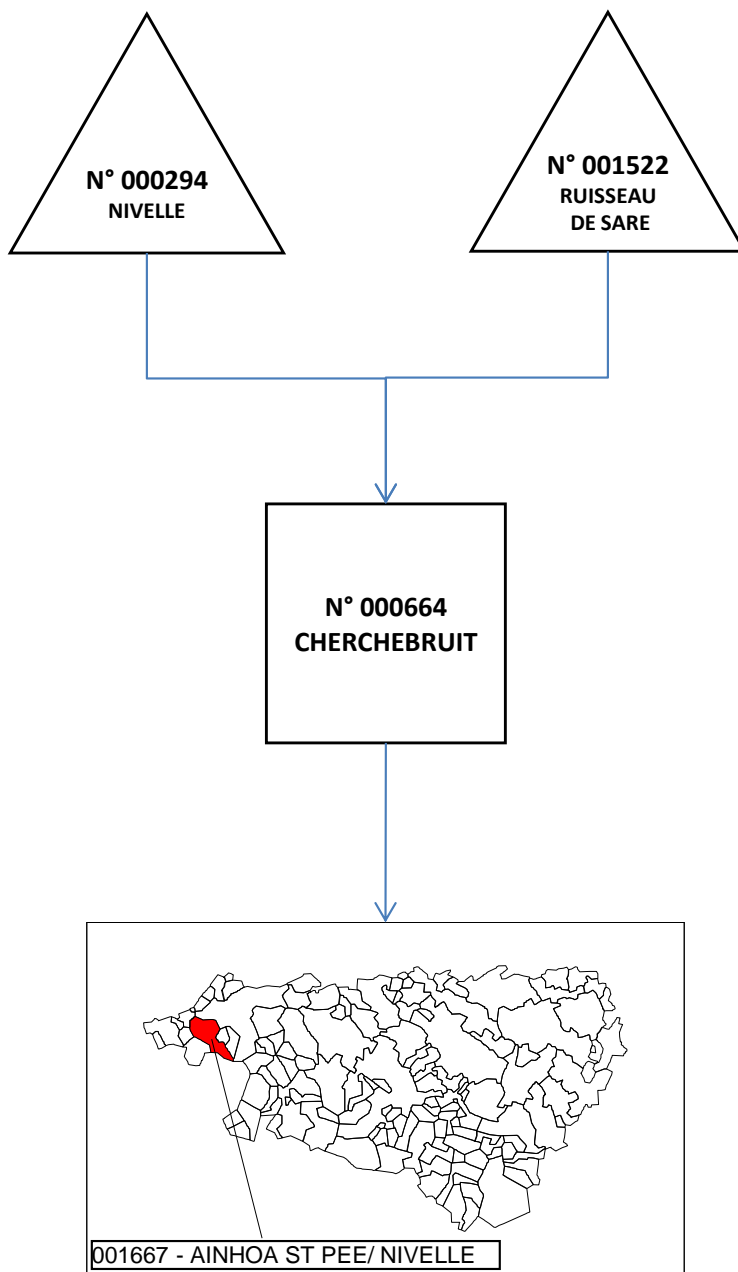 N° 000294
NIVELLE
N° 001522
RUISSEAU
DE SARE
N° 000664
CHERCHEBRUIT
001667 - AINHOA ST PEE/ NIVELLE